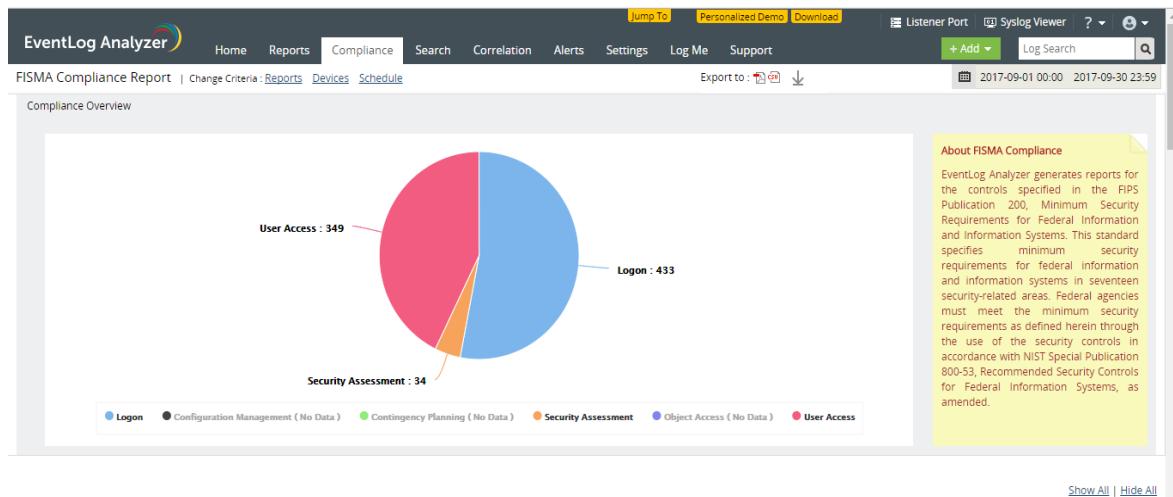 Jump To Personalized Demo Download
Listener Port Syslog Viewer ?
EventLog Analyzer
Home Reports Compliance Search Correlation Alerts Settings Log Me Support
+ Add Log Search
FISMA Compliance Report | Change Criteria : Reports Devices Schedule
Export to :
2017-09-01 00:00 2017-09-30 23:59
Compliance Overview
User Access : 349
Logon : 433
Security Assessment : 34
Logon Configuration Management ( No Data ) Contingency Planning ( No Data ) Security Assessment Object Access ( No Data ) User Access
About FISMA Compliance
EventLog Analyzer generates reports for
the controls specified in the FIPS
Publication 200, Minimum Security
Requirements for Federal Information
and Information Systems. This standard
specifies minimum security
requirements for federal information
and information systems in seventeen
security-related areas. Federal agencies
must meet the minimum security
requirements as defined herein through
the use of the security controls in
accordance with NIST Special Publication
800-53, Recommended Security Controls
for Federal Information Systems, as
amended.
Show All | Hide All